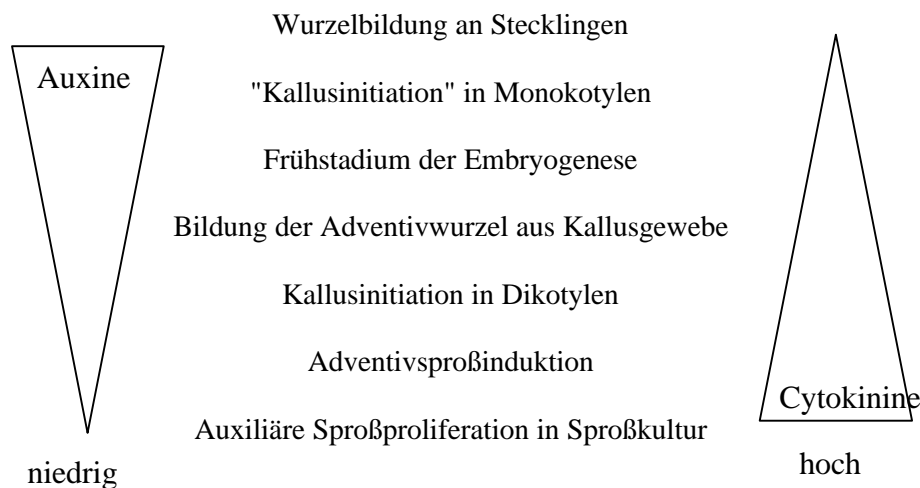 Wurzelbildung an Stecklingen
Auxine
"Kallusinitiation" in Monokotylen
Frühstadium der Embryogenese
Bildung der Adventivwurzel aus Kallusgewebe
Kallusinitiation in Dikotylen
Adventivsproßinduktion
Cytokinine
Auxiliäre Sproßproliferation in Sproßkultur
niedrig
hoch